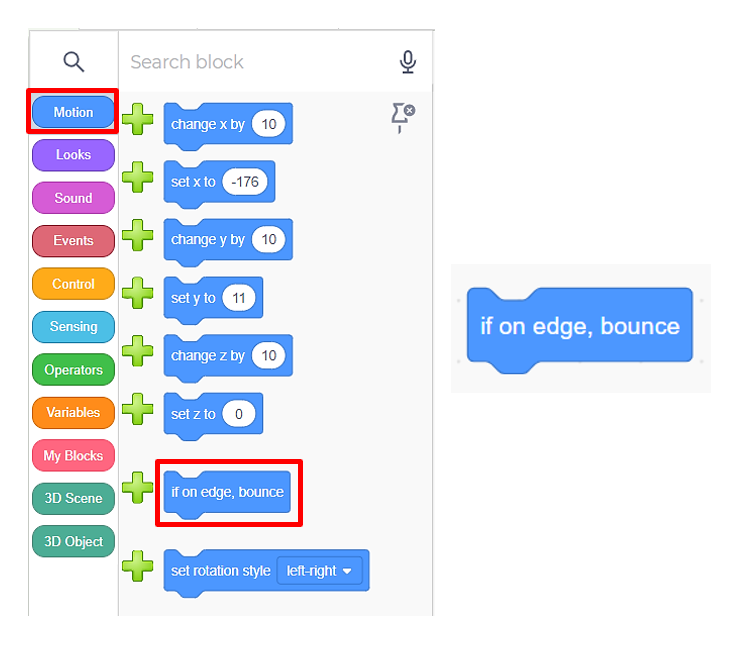 Search block
Motion
Looks
Sound
Events
Control
Sensing
Operators
Variables
My Blocks
3D Scene
3D Object
change x by 10
set x to -176
change y by 10
set y to 11
change z by 10
set z to 0
if on edge, bounce
set rotation style left-right
if on edge, bounce